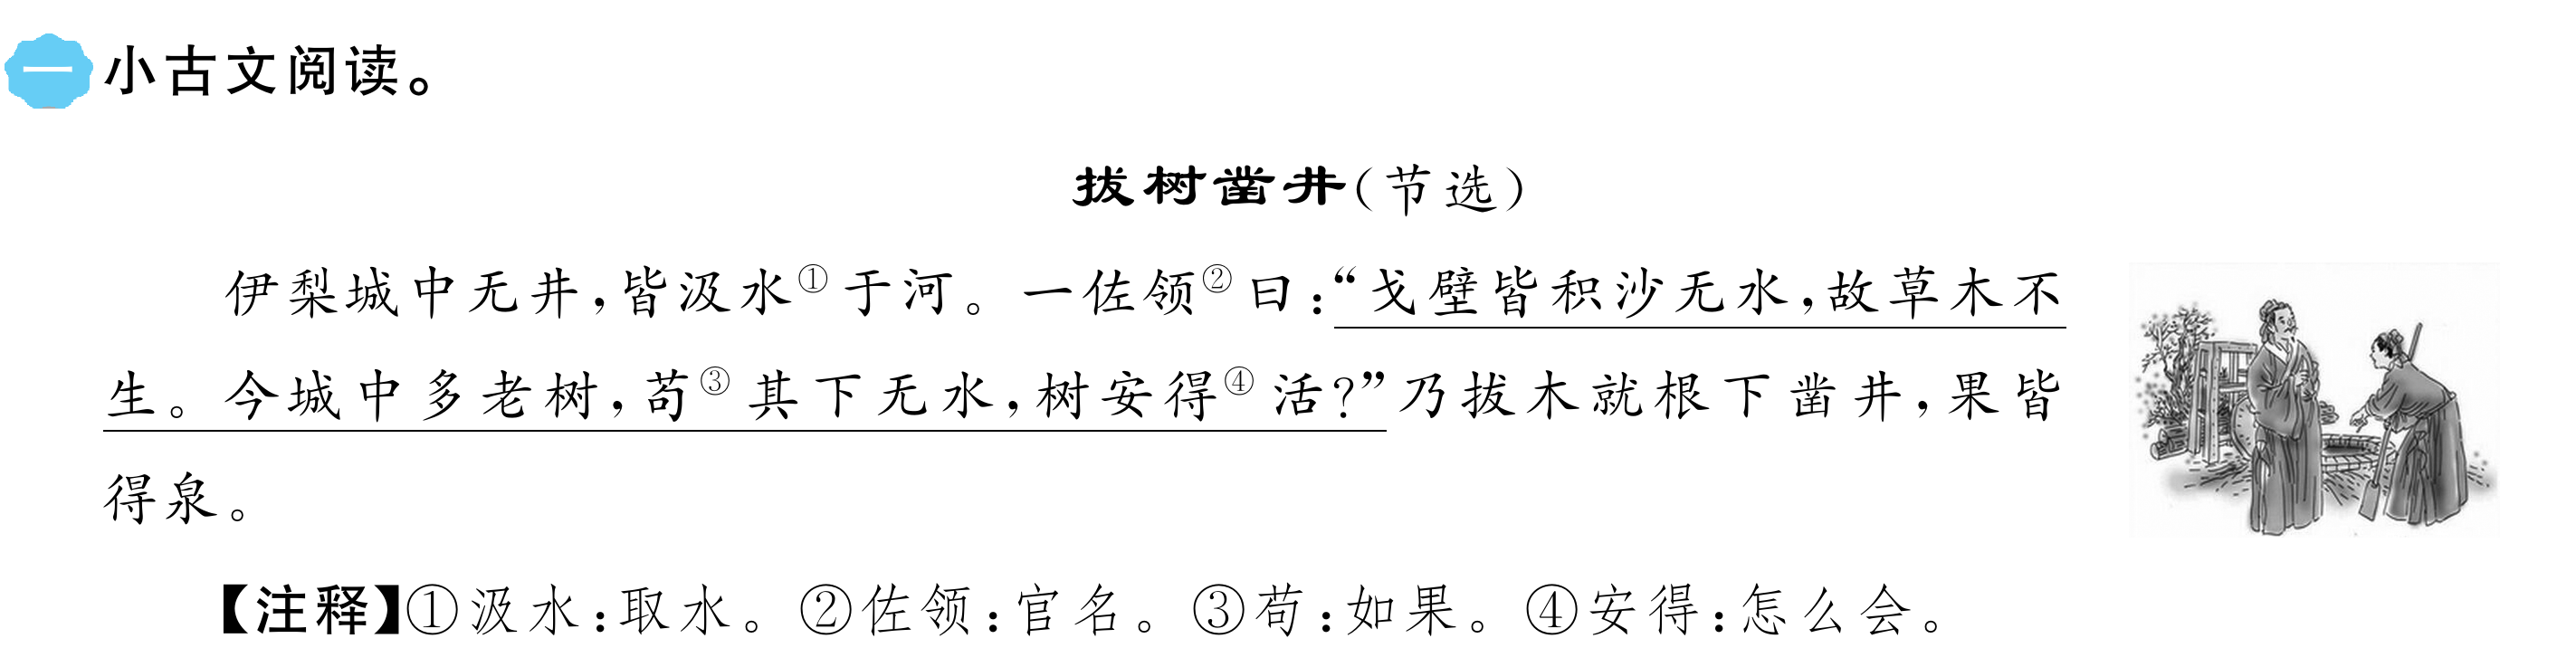 一 小古文阅读。
拔树凿井(节选)
伊梨城中无井,皆汲水①于河。一佐领②曰:“戈壁皆积沙无水,故草木不
生。今城中多老树,苟③其下无水,树安得④活?”乃拔木就根下凿井,果皆
得泉。
【注释】①汲水:取水。②佐领:官名。③苟:如果。④安得:怎么会。